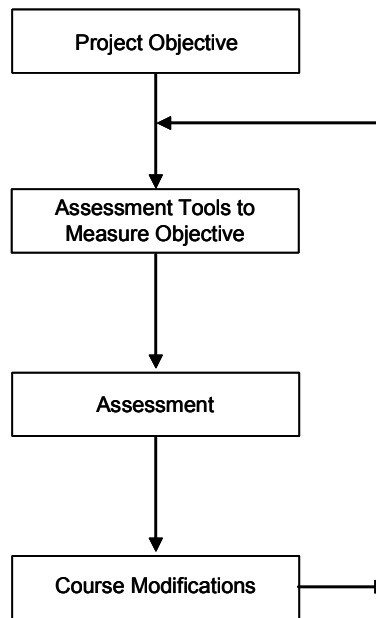 Project Objective
Assessment Tools to
Measure Objective
Assessment
Course Modifications